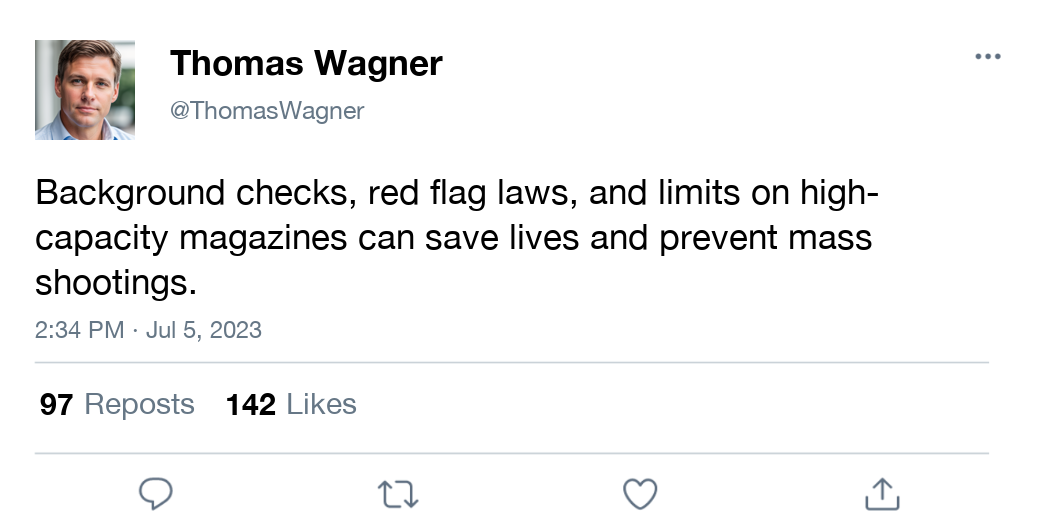 Thomas Wagner
@ThomasWagner
Background checks, red flag laws, and limits on high-
capacity magazines can save lives and prevent mass
shootings.
2:34 PM · Jul 5, 2023
97 Reposts 142 Likes